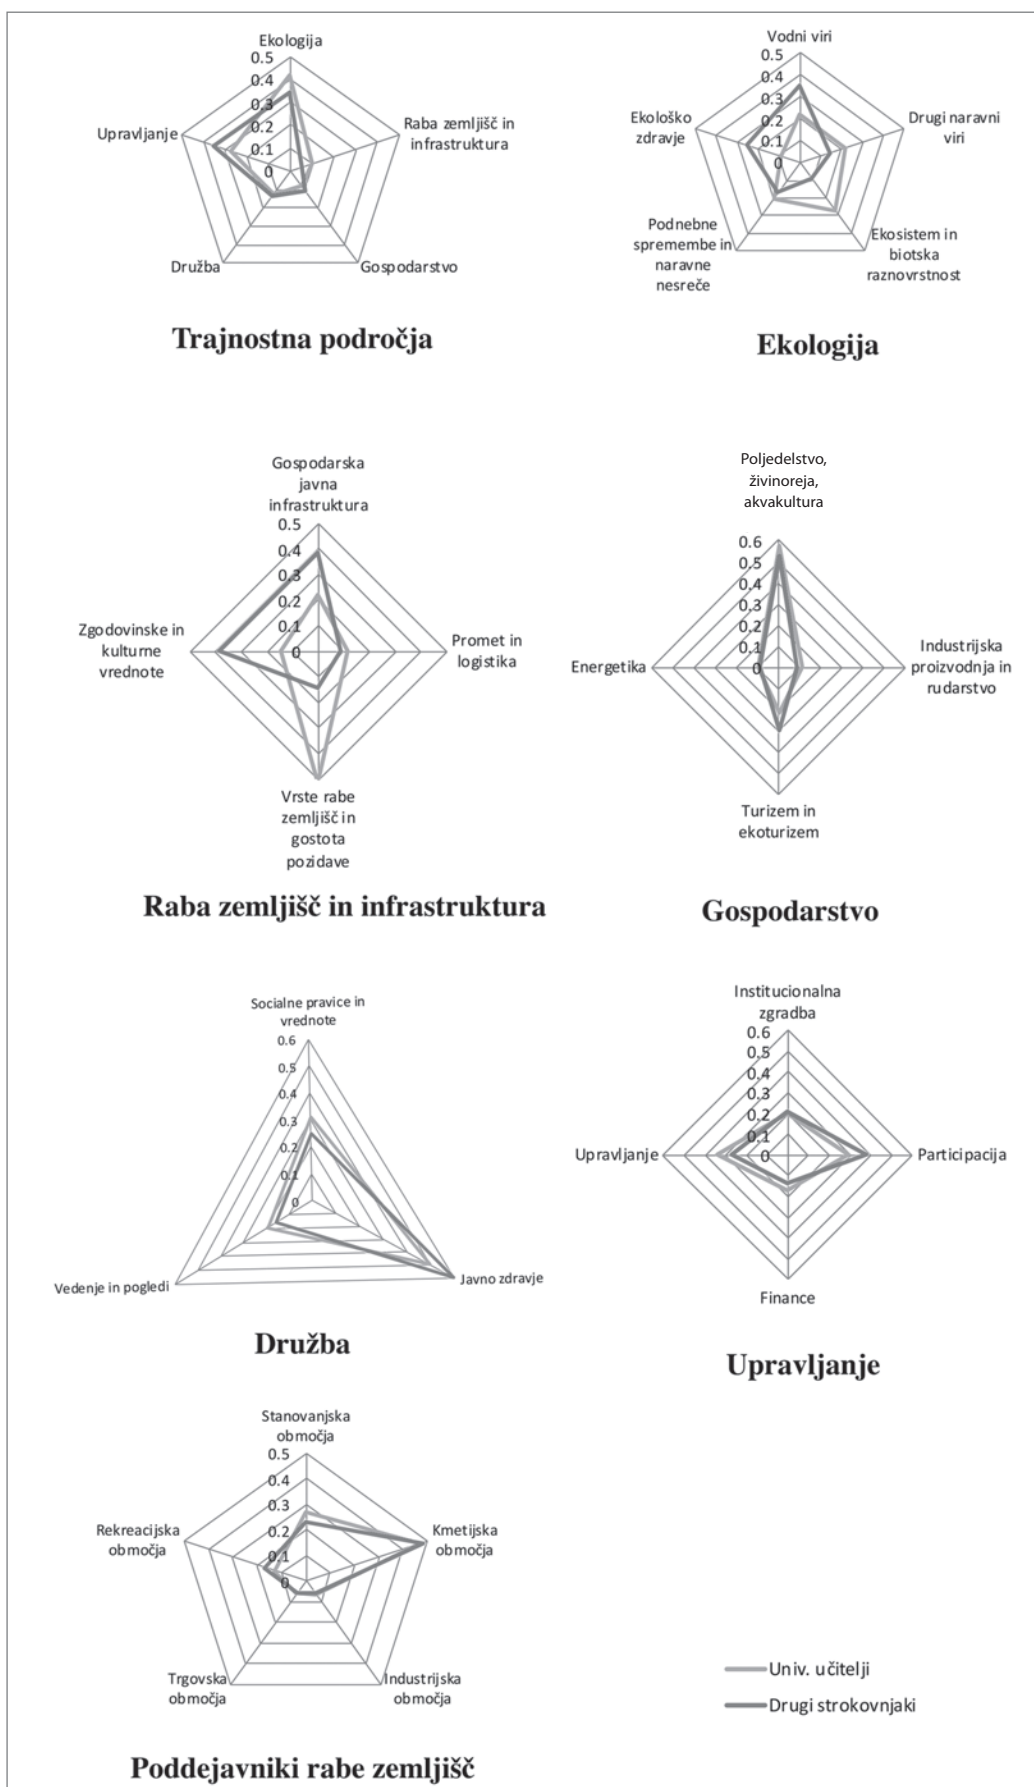 Ekologija
0.5
0.4
0.3
0.2
0.1
0
Upravljanje
Raba zemljišč in
infrastruktura
Družba
Gospodarstvo
Trajnostna področja
Vodni viri
0.5
0.4
0.3
0.2
0.1
0
Ekološko
zdravje
Drugi naravni
viri
Podnebne
spremembe in
naravne
nesreče
Ekosistem in
biotska
raznovrstnost
Ekologija
Gospodarska
javna
infrastruktura
0.5
0.4
0.3
0.2
0.1
0
Zgodovinske in
kulturne
vrednote
Promet in
logistika
Vrste rabe
zemljišč in
gostota
pozidave
Raba zemljišč in infrastruktura
Poljedelstvo,
živinoreja,
akvakultura
0.6
0.5
0.4
0.3
0.2
0.1
0
Energetika
Industrijska
proizvodnja in
rudarstvo
Turizem in
ekoturizem
Gospodarstvo
Socialne pravice in
vrednote
0.6
0.5
0.4
0.3
0.2
0.1
0
Vedenje in pogledi
Javno zdravje
Družba
Institucionalna
zgradba
0.6
0.5
0.4
0.3
0.2
0.1
0
Upravljanje
Participacija
Finance
Upravljanje
Stanovanjska
območja
0.5
0.4
0.3
0.2
0.1
0
Rekreacijska
območja
Kmetijska
območja
Trgovska
območja
Industrijska
območja
Poddejavniki rabe zemljišč
Univ. učitelji
Drugi strokovnjaki